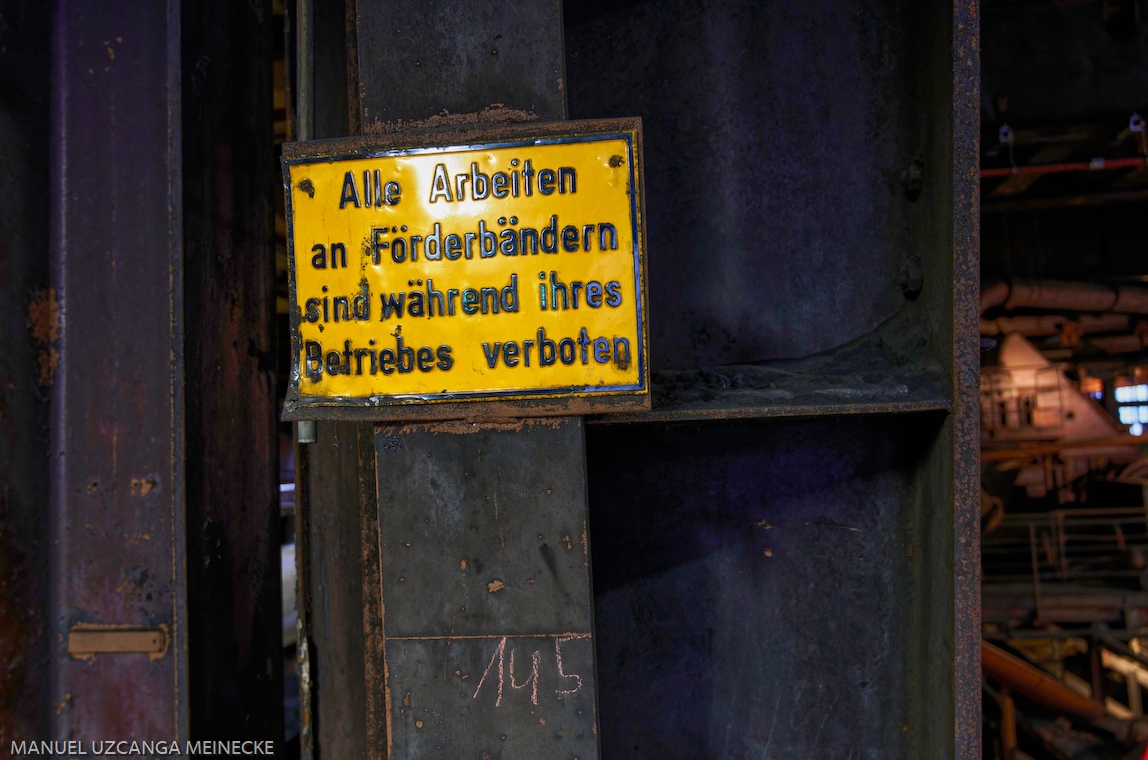 Alle Arbeiten
an Förderbändern
sind während ihres
Betriebes verboten
145
MANUEL UZCANGA MEINECKE